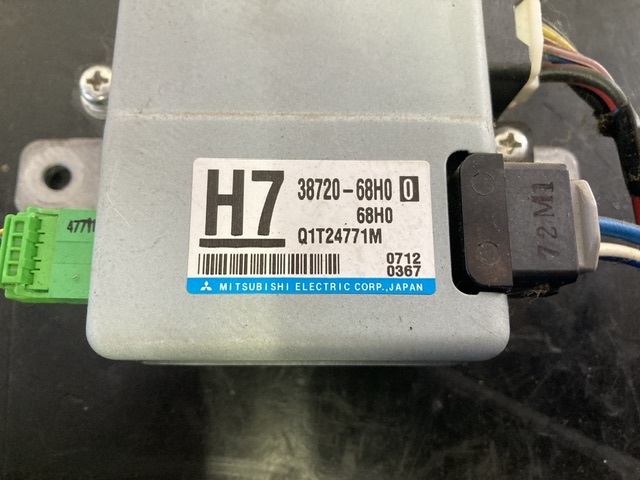 H7
38720-68H0 0
68H0
Q1T24771M
0712
0367
MITSUBISHI ELECTRIC CORP.,JAPAN
72M1